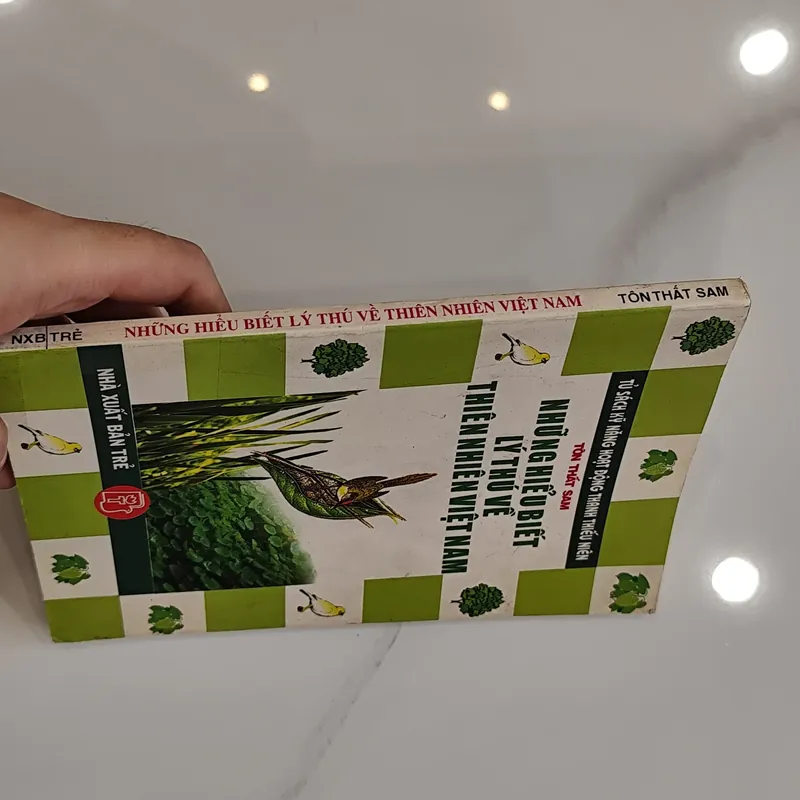 NXB TRẺ
NHỮNG HIỂU BIẾT LÝ THÚ VỀ THIÊN NHIÊN VIỆT NAM
TÔN THẤT SAM
TỦ SÁCH KỸ NĂNG HOẠT ĐỘNG THANH THIẾU NIÊN
TÔN THẤT SAM
NHỮNG HIỂU BIẾT
LÝ THÚ VỀ
THIÊN NHIÊN VIỆT NAM
NHÀ XUẤT BẢN TRẺ